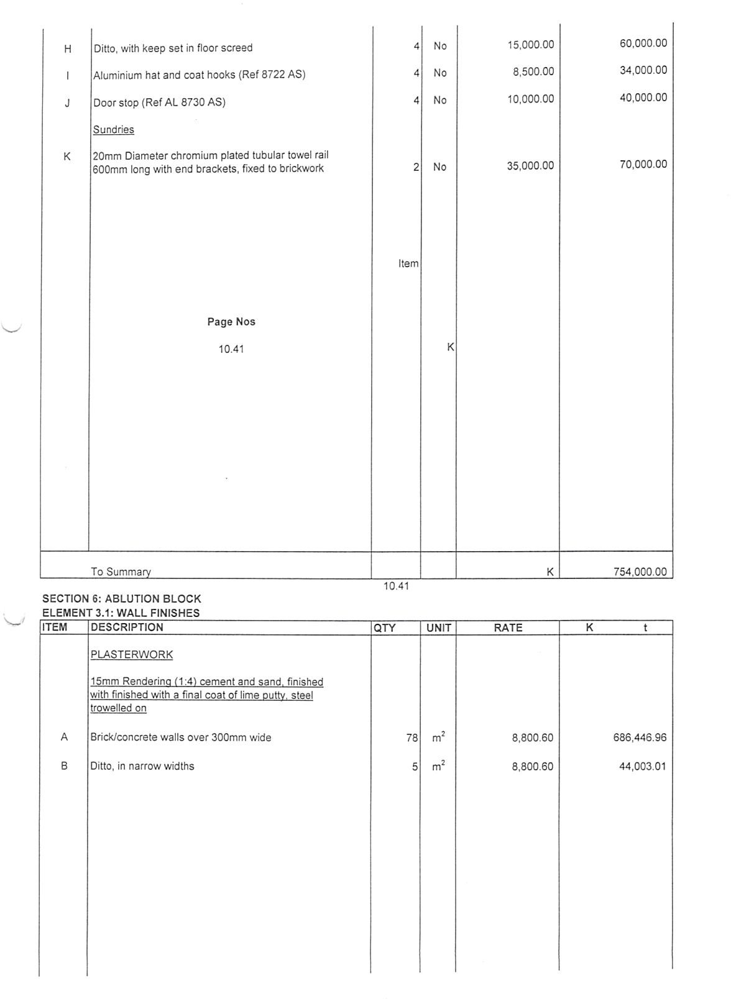 H Ditto, with keep set in floor screed 4 No 15,000.00 60,000.00
I Aluminium hat and coat hooks (Ref 8722 AS) 4 No 8,500.00 34,000.00
J Door stop (Ref AL 8730 AS) 4 No 10,000.00 40,000.00
Sundries
K 20mm Diameter chromium plated tubular towel rail
600mm long with end brackets, fixed to brickwork 2 No 35,000.00 70,000.00
Item
Page Nos
10.41 K
To Summary K 754,000.00
10.41
SECTION 6: ABLUTION BLOCK
ELEMENT 3.1: WALL FINISHES
ITEM DESCRIPTION QTY UNIT RATE K t
PLASTERWORK
15mm Rendering (1:4) cement and sand, finished
with finished with a final coat of lime putty, steel
trowelled on
A Brick/concrete walls over 300mm wide 78 m² 8,800.60 686,446.96
B Ditto, in narrow widths 5 m² 8,800.60 44,003.01